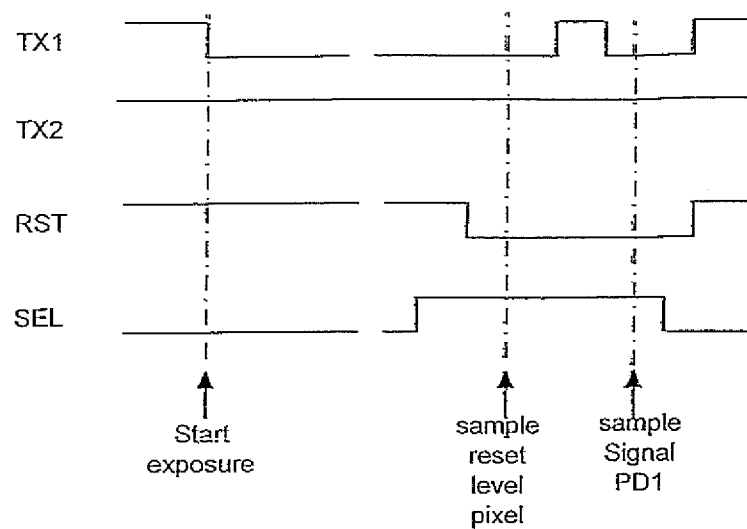 TX1
TX2
RST
SEL
Start
exposure
sample
reset
level
pixel
sample
Signal
PD1